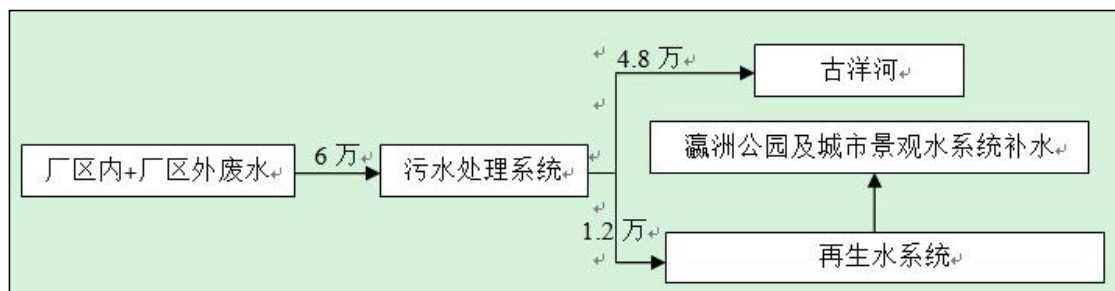 4.8 万
古洋河
瀛洲公园及城市景观水系统补水
厂区内+厂区外废水
6 万
污水处理系统
1.2 万
再生水系统